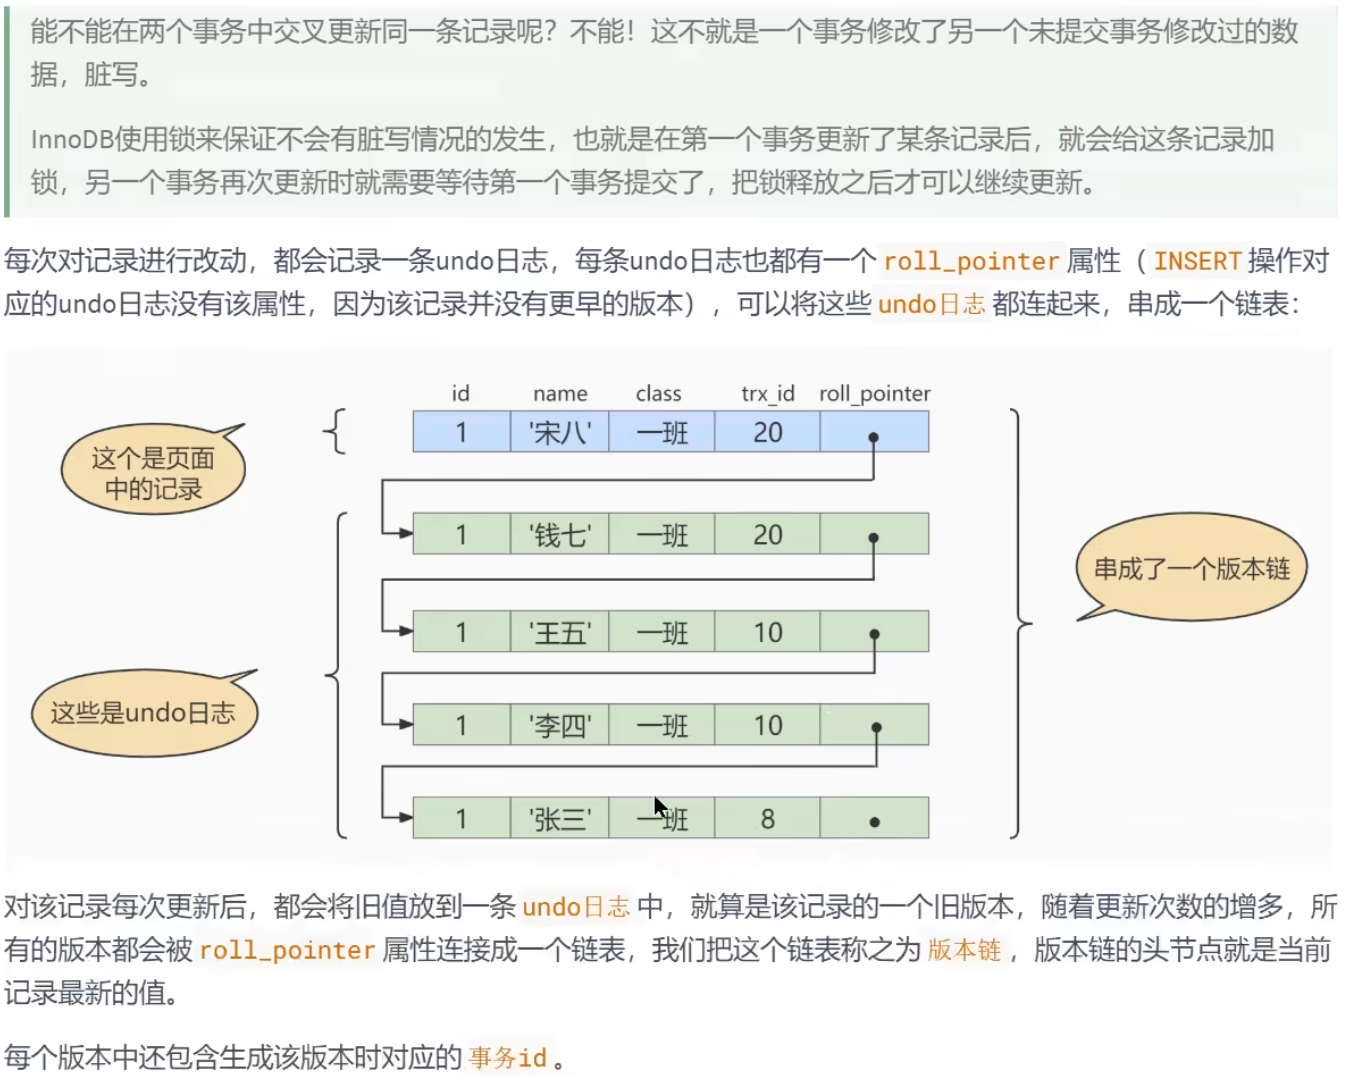 能不能在两个事务中交叉更新同一条记录呢？不能！这不就是一个事务修改了另一个未提交事务修改过的数
据，脏写。
InnoDB使用锁来保证不会有脏写情况的发生，也就是在第一个事务更新了某条记录后，就会给这条记录加
锁，另一个事务再次更新时就需要等待第一个事务提交了，把锁释放之后才可以继续更新。
每次对记录进行改动，都会记录一条undo日志，每条undo日志也都有一个 roll_pointer 属性（ INSERT 操作对
应的undo日志没有该属性，因为该记录并没有更早的版本），可以将这些 undo日志 都连起来，串成一个链表：
id name class trx_id roll_pointer
1 '宋八' 一班 20
这个是页面
中的记录
1 '钱七' 一班 20
串成了一个版本链
1 '王五' 一班 10
这些是undo日志
1 '李四' 一班 10
1 '张三' 一班 8
对该记录每次更新后，都会将旧值放到一条 undo日志 中，就算是该记录的一个旧版本，随着更新次数的增多，所
有的版本都会被 roll_pointer 属性连接成一个链表，我们把这个链表称之为 版本链 ，版本链的头节点就是当前
记录最新的值。
每个版本中还包含生成该版本时对应的 事务id 。